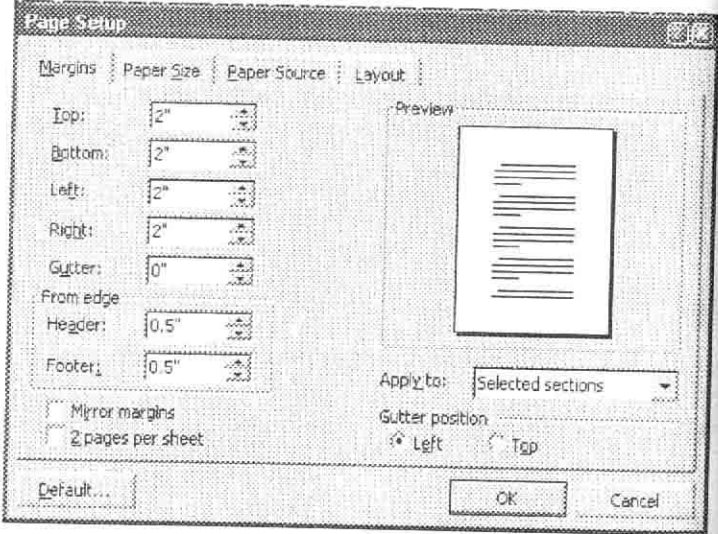 Page Setup
Margins Paper Size Paper Source Layout
Top: 2"
Bottom: 2"
Left: 2"
Right: 2"
Gutter: 0"
From edge
Header: 0.5"
Footer: 0.5"
Mirror margins
2 pages per sheet
Preview
Apply to: Selected sections
Gutter position
Left Top
Default...
OK Cancel